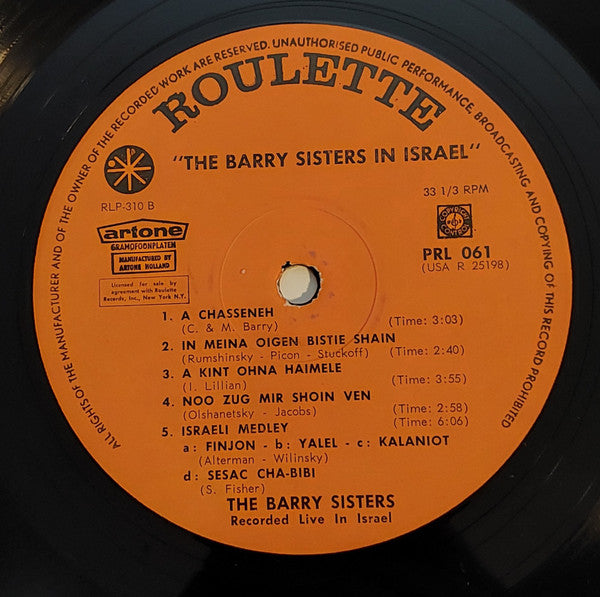 ALL RIGHTS OF THE MANUFACTURER AND OF THE OWNER OF THE RECORDED WORK ARE RESERVED. UNAUTHORISED PUBLIC PERFORMANCE, BROADCASTING AND COPYING OF THIS RECORD PROHIBITED
ROULETTE
"THE BARRY SISTERS IN ISRAEL"
RLP-310 B
33 1/3 RPM
artone
GRAMOFOONPLATEN
MANUFACTURED BY
ARTONE HOLLAND
COPYRIGHT
CONTROL
PRL 061
(USA R 25198)
Licensed for sale by
agreement with Roulette
Records, Inc., New York N.Y.
1. A CHASSENEH
(C. & M. Barry) (Time: 3:03)
2. IN MEINA OIGEN BISTIE SHAIN
(Rumshinsky - Picon - Stuckoff) (Time: 2:40)
3. A KINT OHNA HAIMELE
(I. Lillian) (Time: 3:55)
4. NOO ZUG MIR SHOIN VEN
(Olshanetsky - Jacobs) (Time: 2:58)
5. ISRAELI MEDLEY (Time: 6:06)
a: FINJON - b: YALEL - c: KALANIOT
(Alterman - Wilinsky)
d: SESAC CHA-BIBI
(S. Fisher)
THE BARRY SISTERS
Recorded Live In Israel